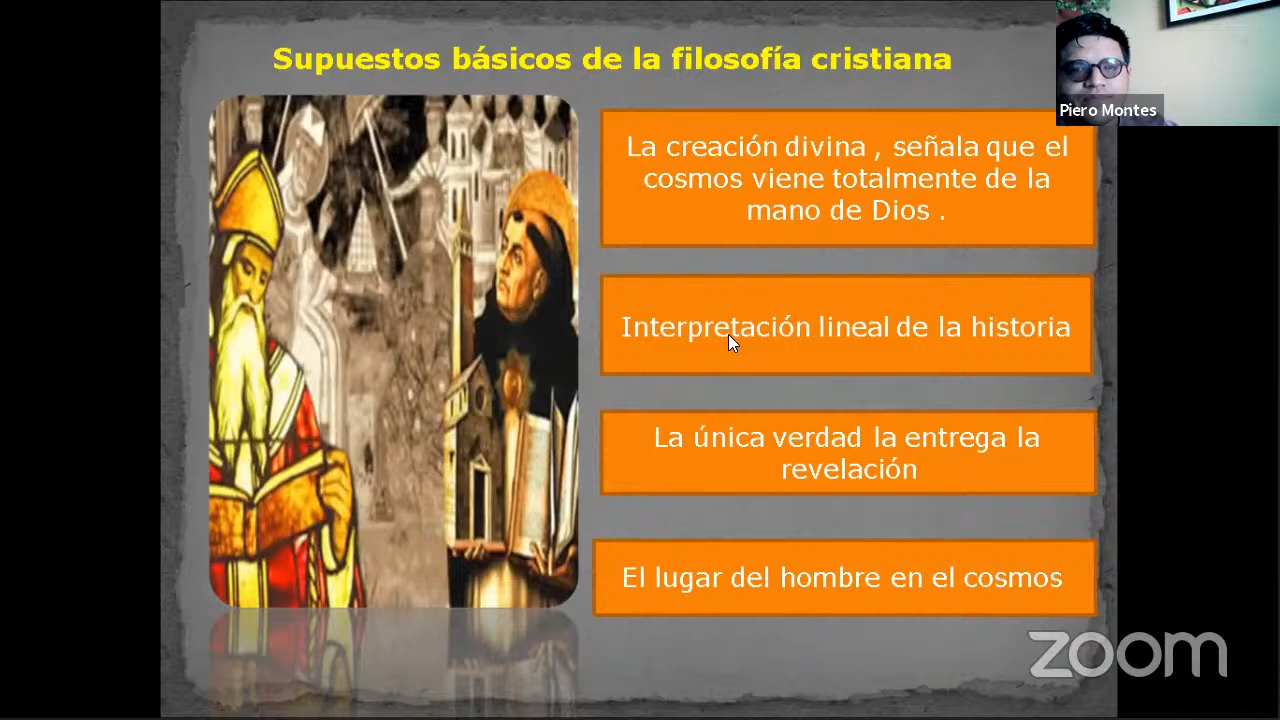 Supuestos básicos de la filosofía cristiana
Piero Montes
La creación divina , señala que el
cosmos viene totalmente de la
mano de Dios .
Interpretación lineal de la historia
La única verdad la entrega la
revelación
El lugar del hombre en el cosmos
zoom